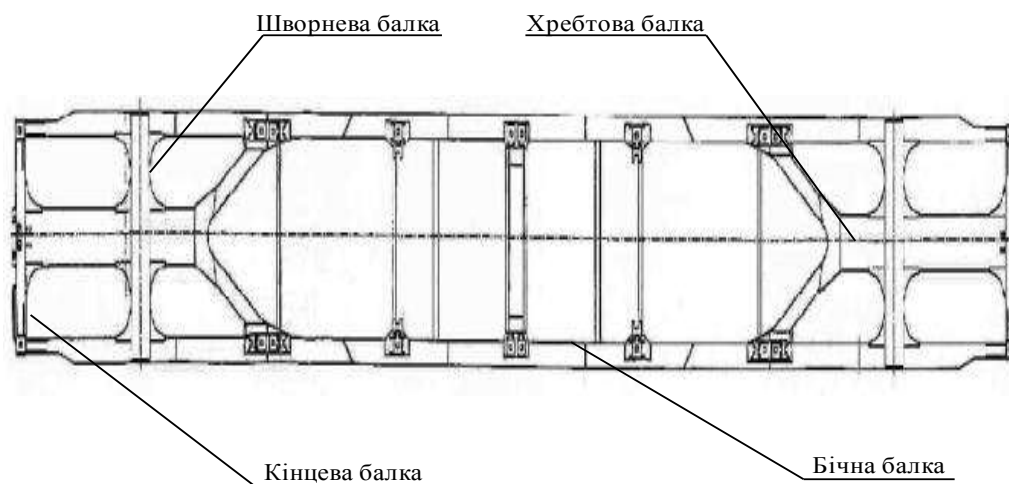 Шворнева балка
Хребтова балка
Кінцева балка
Бічна балка